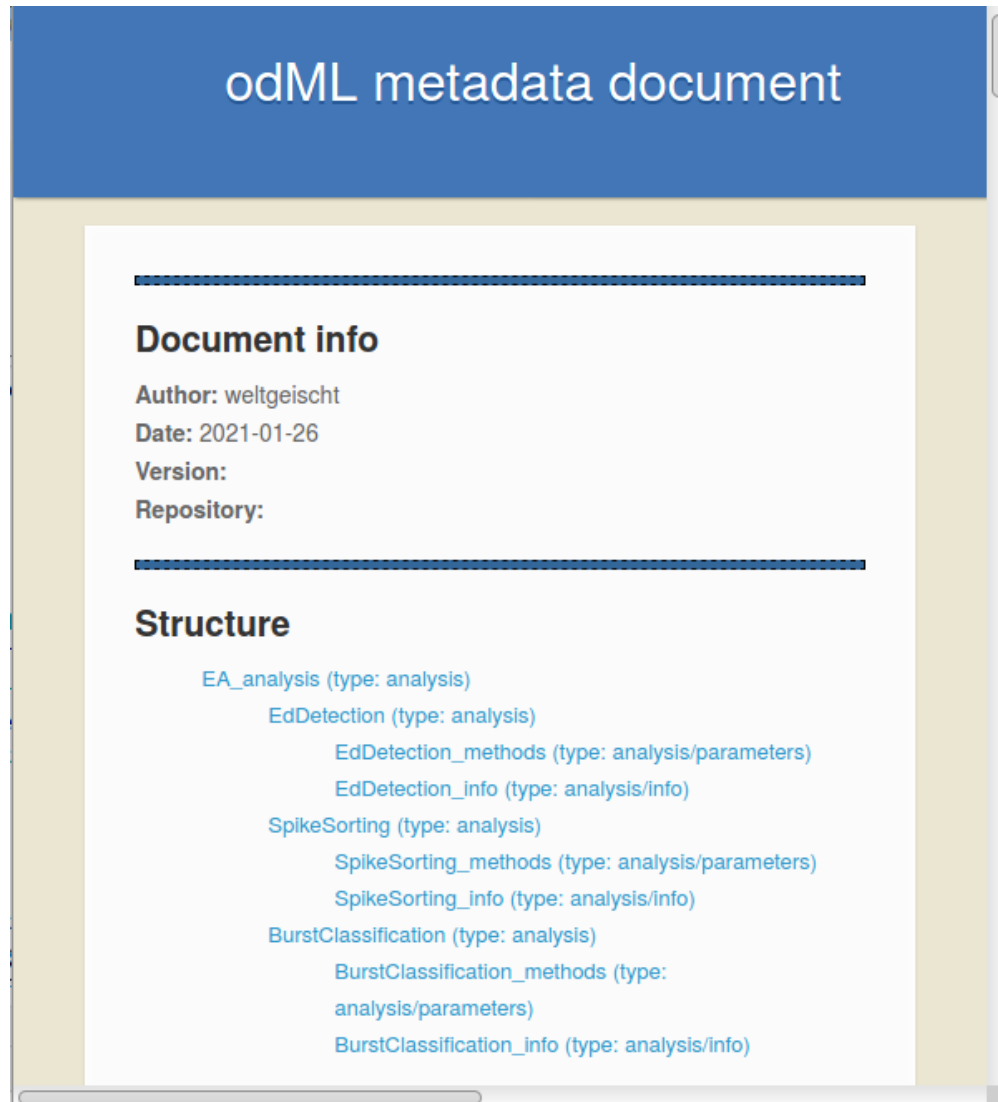 odML metadata document
Document info
Author: weltgeischt
Date: 2021-01-26
Version:
Repository:
Structure
EA_analysis (type: analysis)
EdDetection (type: analysis)
EdDetection_methods (type: analysis/parameters)
EdDetection_info (type: analysis/info)
SpikeSorting (type: analysis)
SpikeSorting_methods (type: analysis/parameters)
SpikeSorting_info (type: analysis/info)
BurstClassification (type: analysis)
BurstClassification_methods (type:
analysis/parameters)
BurstClassification_info (type: analysis/info)